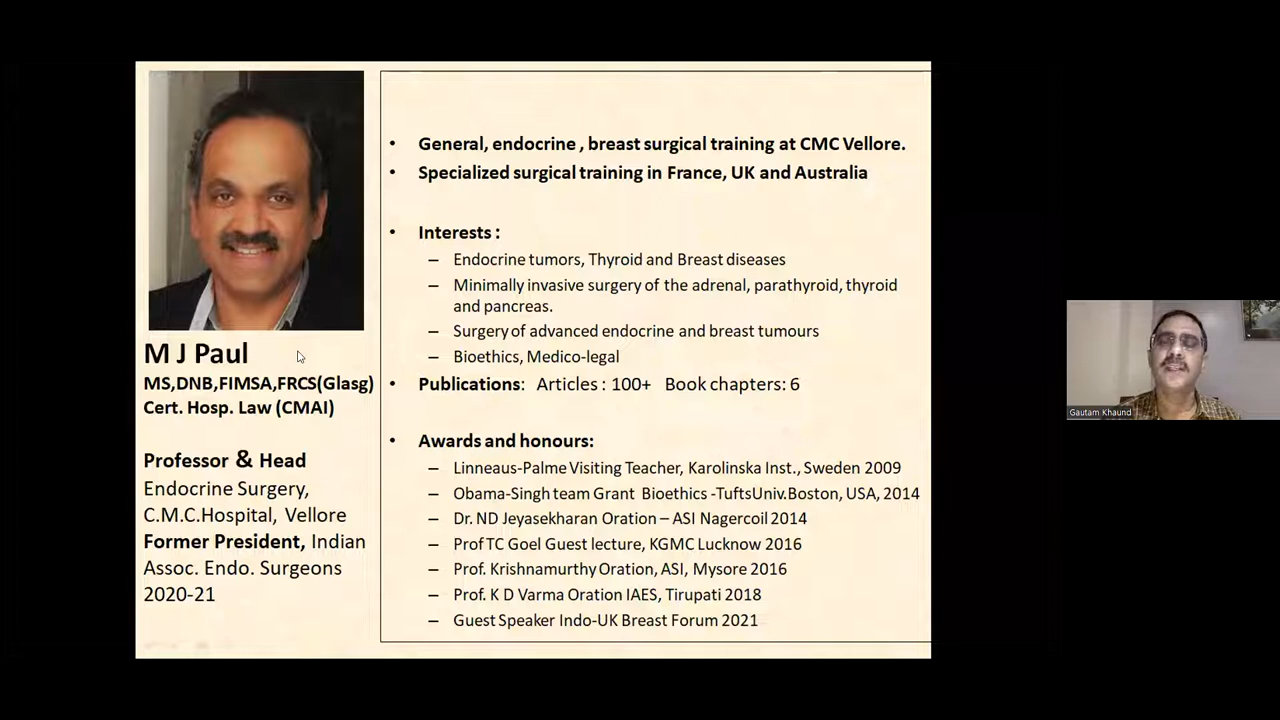 M J Paul
MS,DNB,FIMSA,FRCS(Glasg)
Cert. Hosp. Law (CMAI)
Professor & Head
Endocrine Surgery,
C.M.C.Hospital, Vellore
Former President, Indian
Assoc. Endo. Surgeons
2020-21
• General, endocrine , breast surgical training at CMC Vellore.
• Specialized surgical training in France, UK and Australia
• Interests :
– Endocrine tumors, Thyroid and Breast diseases
– Minimally invasive surgery of the adrenal, parathyroid, thyroid
and pancreas.
– Surgery of advanced endocrine and breast tumours
– Bioethics, Medico-legal
• Publications: Articles : 100+ Book chapters: 6
• Awards and honours:
– Linneaus-Palme Visiting Teacher, Karolinska Inst., Sweden 2009
– Obama-Singh team Grant Bioethics -TuftsUniv.Boston, USA, 2014
– Dr. ND Jeyasekharan Oration – ASI Nagercoil 2014
– Prof TC Goel Guest lecture, KGMC Lucknow 2016
– Prof. Krishnamurthy Oration, ASI, Mysore 2016
– Prof. K D Varma Oration IAES, Tirupati 2018
– Guest Speaker Indo-UK Breast Forum 2021
Gautam Khaund